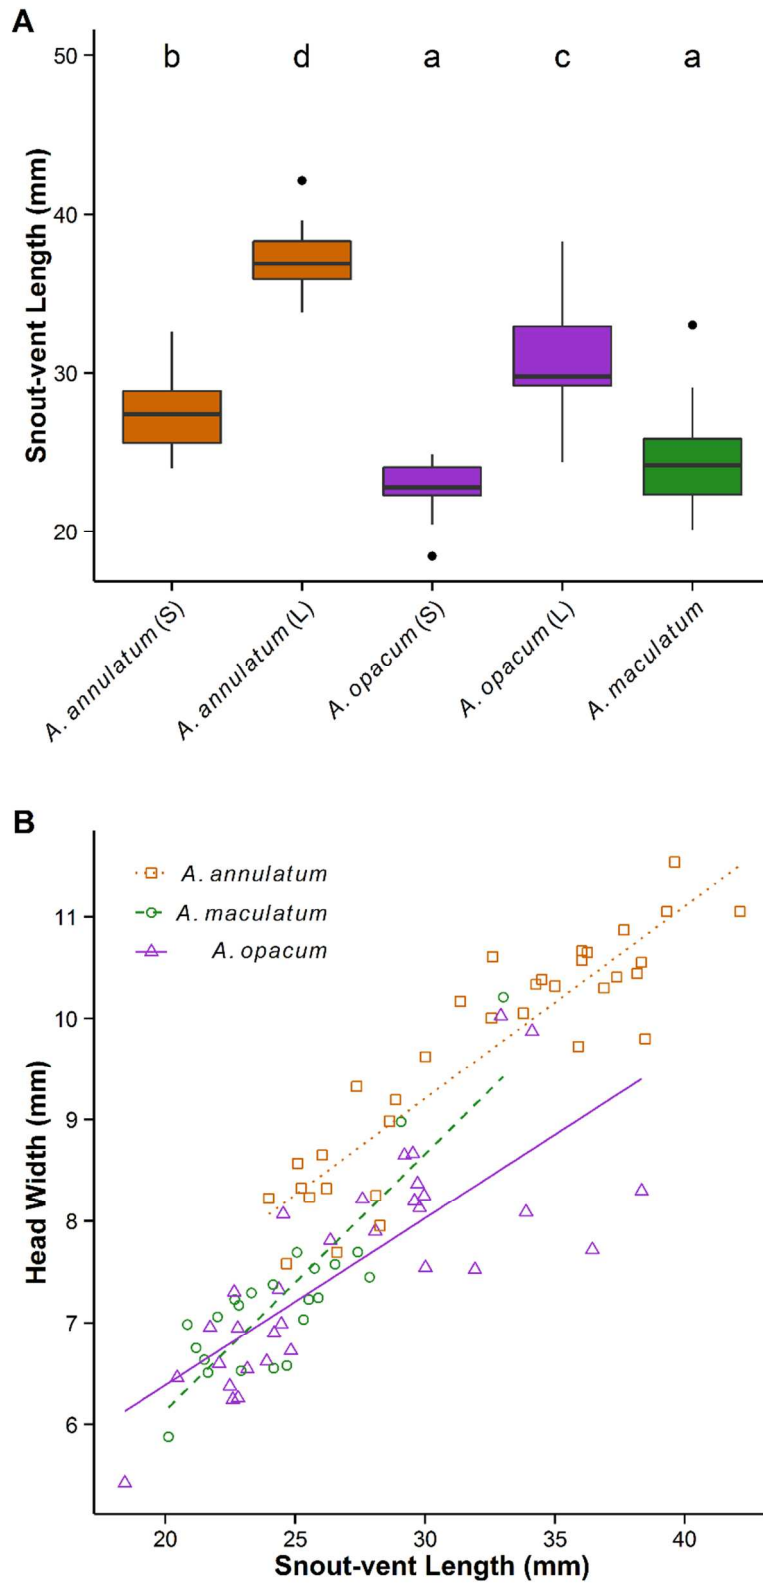 A
b d a c a
50
40
30
20
Snout-vent Length (mm)
A. annulatum (S)
A. annulatum (L)
A. opacum (S)
A. opacum (L)
A. maculatum
B
A. annulatum
A. maculatum
A. opacum
11
10
9
8
7
6
Head Width (mm)
20 25 30 35 40
Snout-vent Length (mm)